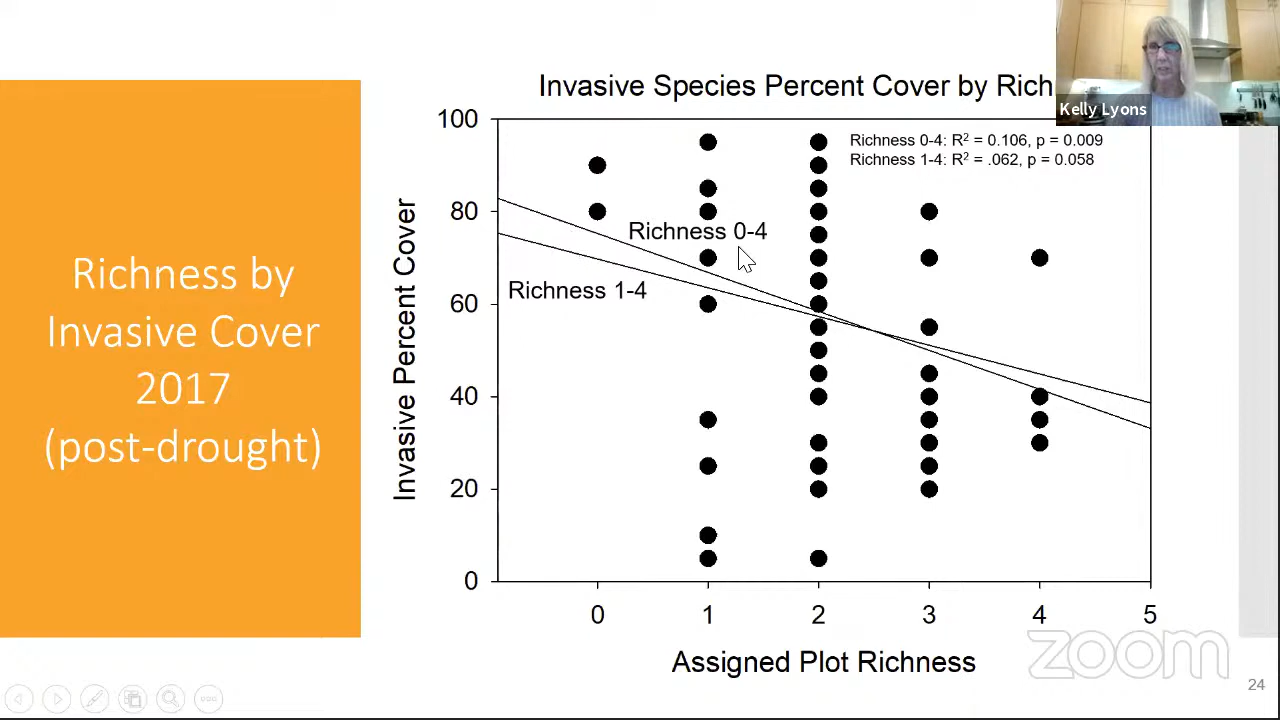 Richness by
Invasive Cover
2017
(post-drought)
Invasive Species Percent Cover by Rich
Kelly Lyons
Richness 0-4: R² = 0.106, p = 0.009
Richness 1-4: R² = .062, p = 0.058
Richness 0-4
Richness 1-4
Invasive Percent Cover
100
80
60
40
20
0
0 1 2 3 4 5
Assigned Plot Richness
zoom
24